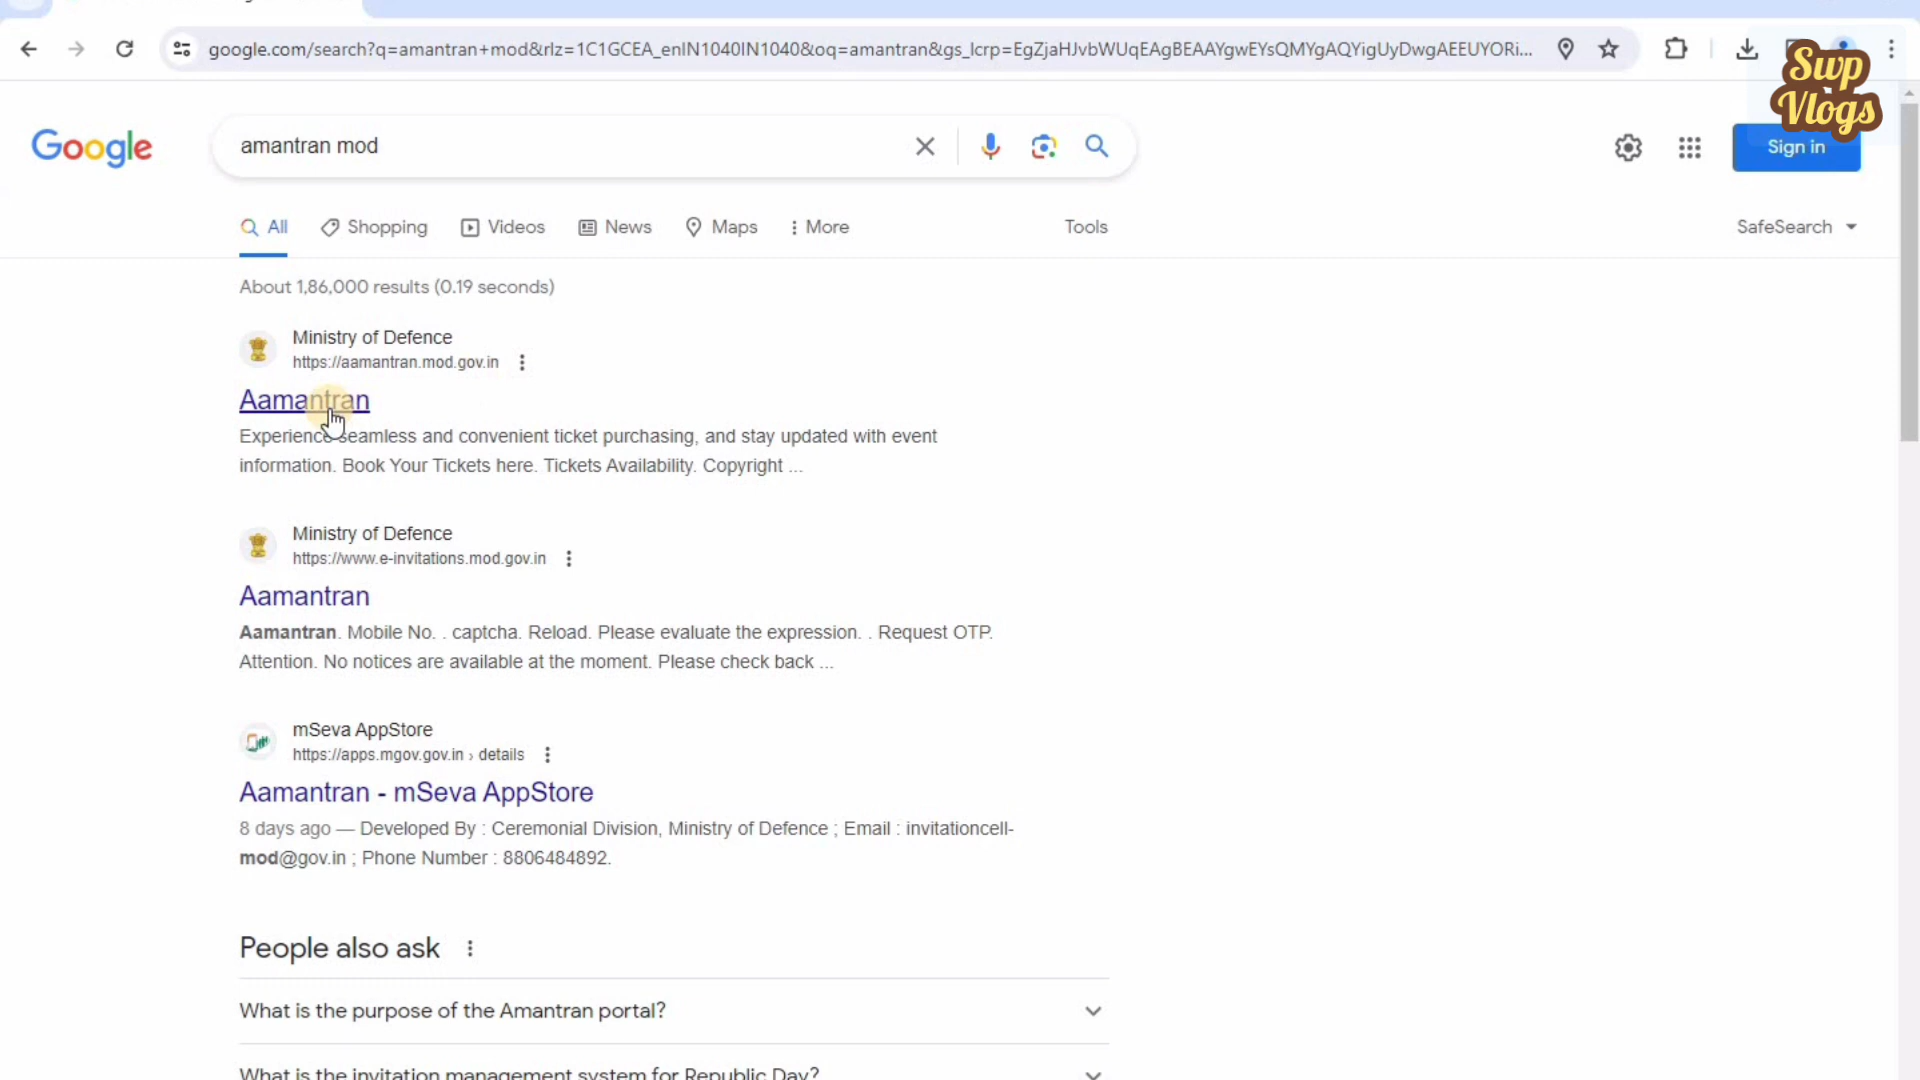 google.com/search?q=amantran+mod&rlz=1C1GCEA_enIN1040IN1040&oq=amantran&gs_lcrp=EgZjaHJvbWUqEAgBEAAYgwEYsQMYgAQYigUyDwgAEEUYORi...
Swp
Vlogs
Google
amantran mod
Sign in
All
Shopping
Videos
News
Maps
More
Tools
SafeSearch
About 1,86,000 results (0.19 seconds)
Ministry of Defence
https://aamantran.mod.gov.in
Aamantran
Experience seamless and convenient ticket purchasing, and stay updated with event
information. Book Your Tickets here. Tickets Availability. Copyright ...
Ministry of Defence
https://www.e-invitations.mod.gov.in
Aamantran
Aamantran. Mobile No. . captcha. Reload. Please evaluate the expression. . Request OTP.
Attention. No notices are available at the moment. Please check back ...
mSeva AppStore
https://apps.mgov.gov.in › details
Aamantran - mSeva AppStore
8 days ago — Developed By : Ceremonial Division, Ministry of Defence ; Email : invitationcell-
mod@gov.in ; Phone Number : 8806484892.
People also ask
What is the purpose of the Amantran portal?
What is the invitation management system for Republic Day?